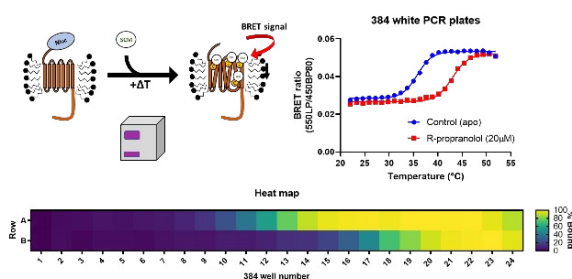 BRET signal
Nluc
SCM
+ΔT
384 white PCR plates
BRET ratio
(550LP/450BP80)
0.06
0.04
0.02
0.00
Control (apo)
R-propranolol (20µM)
20 25 30 35 40 45 50 55
Temperature (°C)
Heat map
Row
A
B
1 2 3 4 5 6 7 8 9 10 11 12 13 14 15 16 17 18 19 20 21 22 23 24
384 well number
100
80
60
40
20
0
% Bound